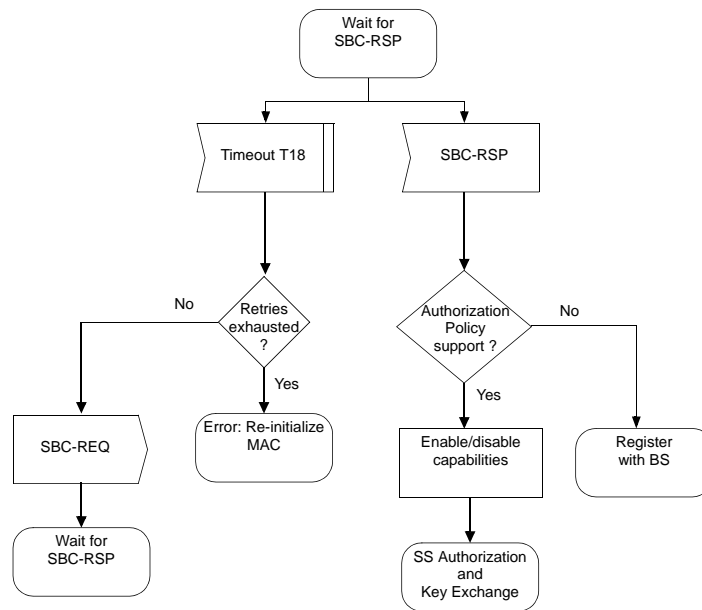 Wait for
SBC-RSP
Timeout T18
SBC-RSP
No
Retries
exhausted
?
Yes
Authorization
Policy
support ?
No
Yes
SBC-REQ
Error: Re-initialize
MAC
Enable/disable
capabilities
Register
with BS
Wait for
SBC-RSP
SS Authorization
and
Key Exchange